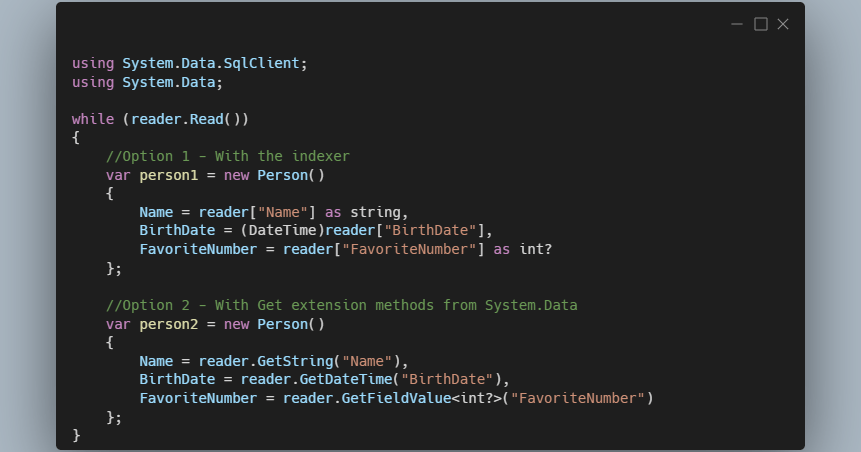 using System.Data.SqlClient;
using System.Data;

while (reader.Read())
{
    //Option 1 - With the indexer
    var person1 = new Person()
    {
        Name = reader["Name"] as string,
        BirthDate = (DateTime)reader["BirthDate"],
        FavoriteNumber = reader["FavoriteNumber"] as int?
    };

    //Option 2 - With Get extension methods from System.Data
    var person2 = new Person()
    {
        Name = reader.GetString("Name"),
        BirthDate = reader.GetDateTime("BirthDate"),
        FavoriteNumber = reader.GetFieldValue<int?>("FavoriteNumber")
    };
}